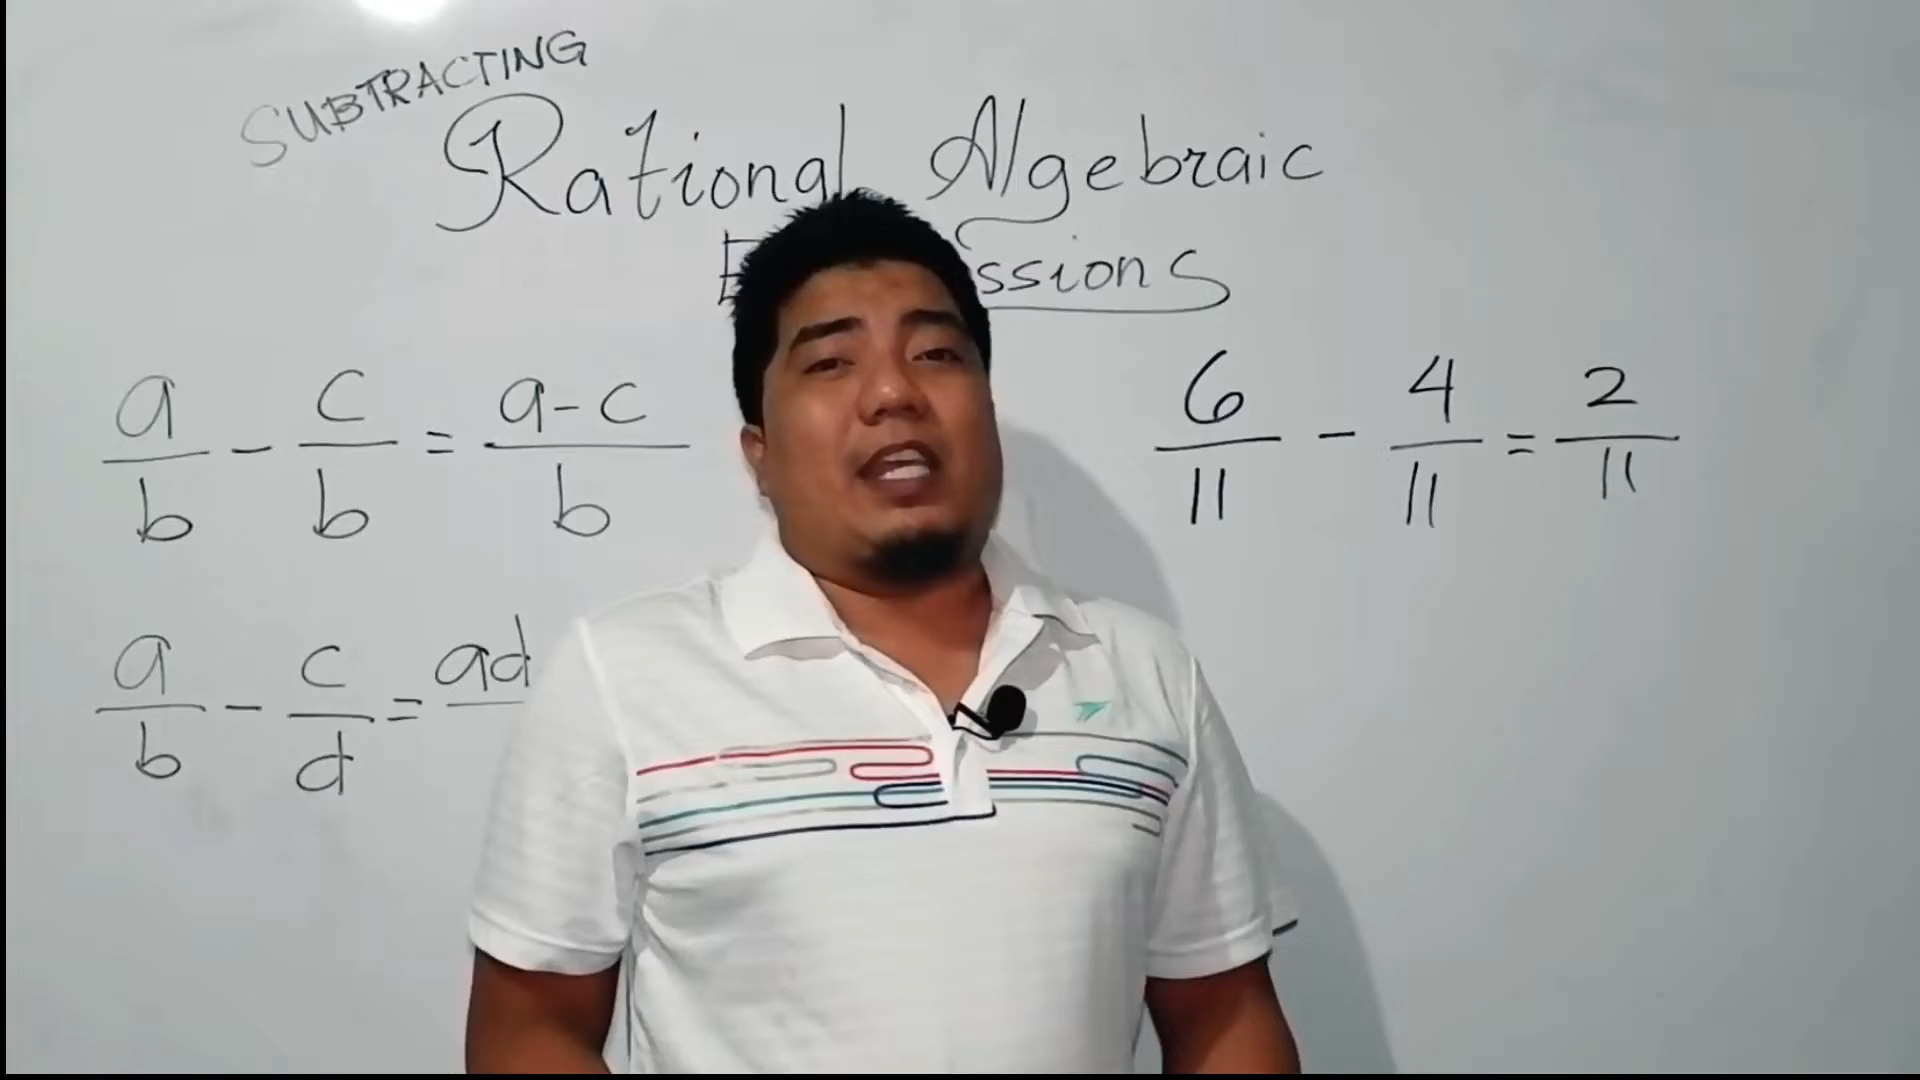 SUBTRACTING
Rational Algebraic
a/b - c/b = a-c/b
6/11 - 4/11 = 2/11
a/b - c/d = ad